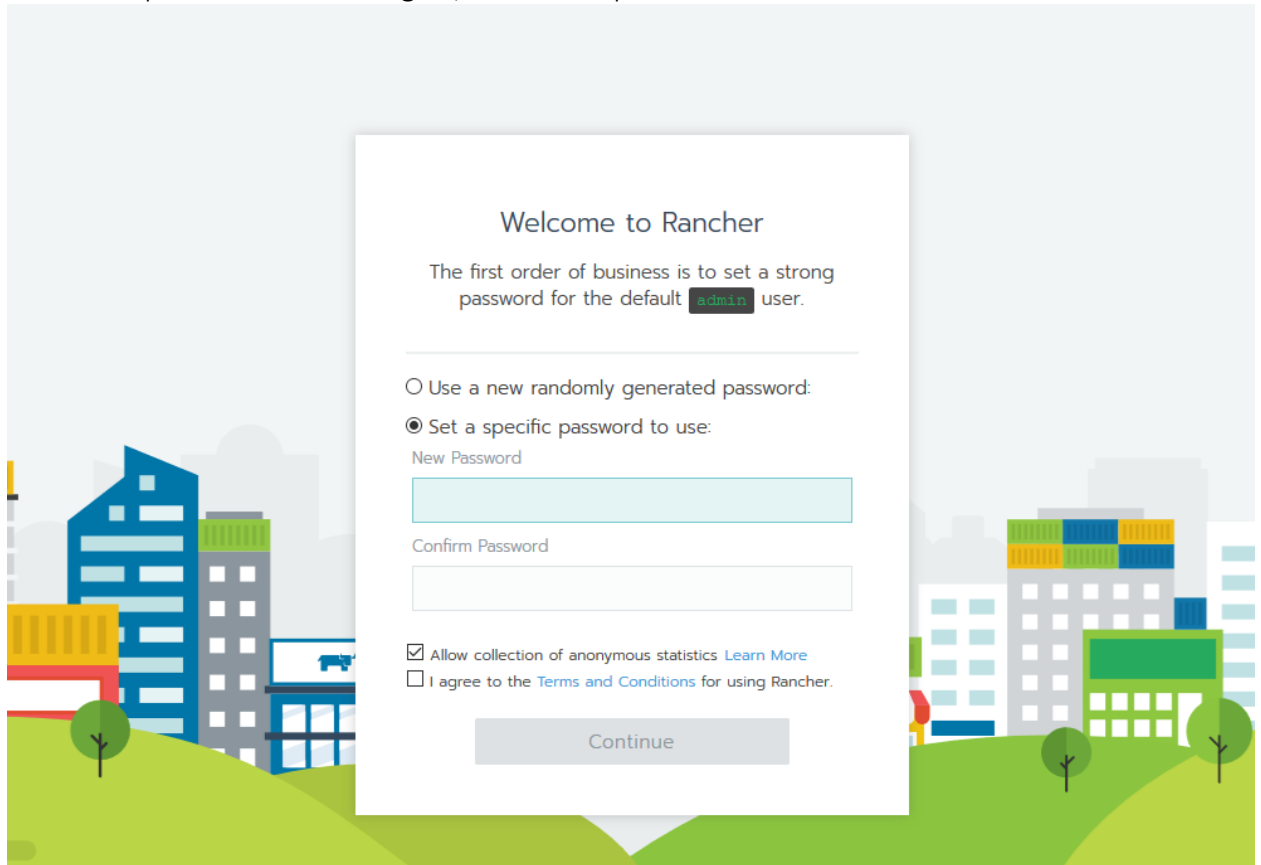 Welcome to Rancher
The first order of business is to set a strong
password for the default admin user.
Use a new randomly generated password:
Set a specific password to use:
New Password
Confirm Password
Allow collection of anonymous statistics Learn More
I agree to the Terms and Conditions for using Rancher.
Continue